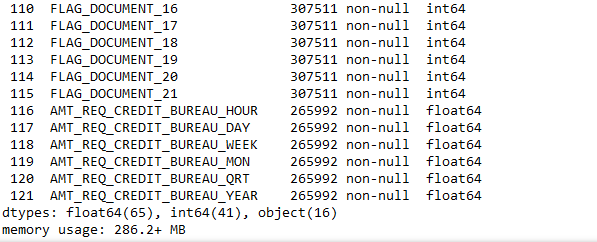 110  FLAG_DOCUMENT_16              307511 non-null  int64
111  FLAG_DOCUMENT_17              307511 non-null  int64
112  FLAG_DOCUMENT_18              307511 non-null  int64
113  FLAG_DOCUMENT_19              307511 non-null  int64
114  FLAG_DOCUMENT_20              307511 non-null  int64
115  FLAG_DOCUMENT_21              307511 non-null  int64
116  AMT_REQ_CREDIT_BUREAU_HOUR    265992 non-null  float64
117  AMT_REQ_CREDIT_BUREAU_DAY     265992 non-null  float64
118  AMT_REQ_CREDIT_BUREAU_WEEK    265992 non-null  float64
119  AMT_REQ_CREDIT_BUREAU_MON     265992 non-null  float64
120  AMT_REQ_CREDIT_BUREAU_QRT     265992 non-null  float64
121  AMT_REQ_CREDIT_BUREAU_YEAR    265992 non-null  float64
dtypes: float64(65), int64(41), object(16)
memory usage: 286.2+ MB